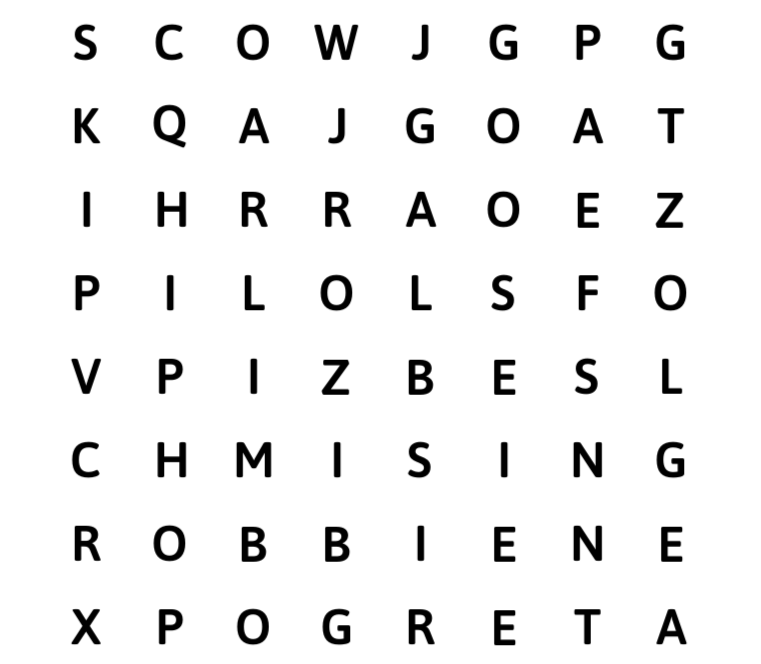 S C O W J G P G
K Q A J G O A T
I H R R A O E Z
P I L O L S F O
V P I Z B E S L
C H M I S I N G
R O B B I E N E
X P O G R E T A